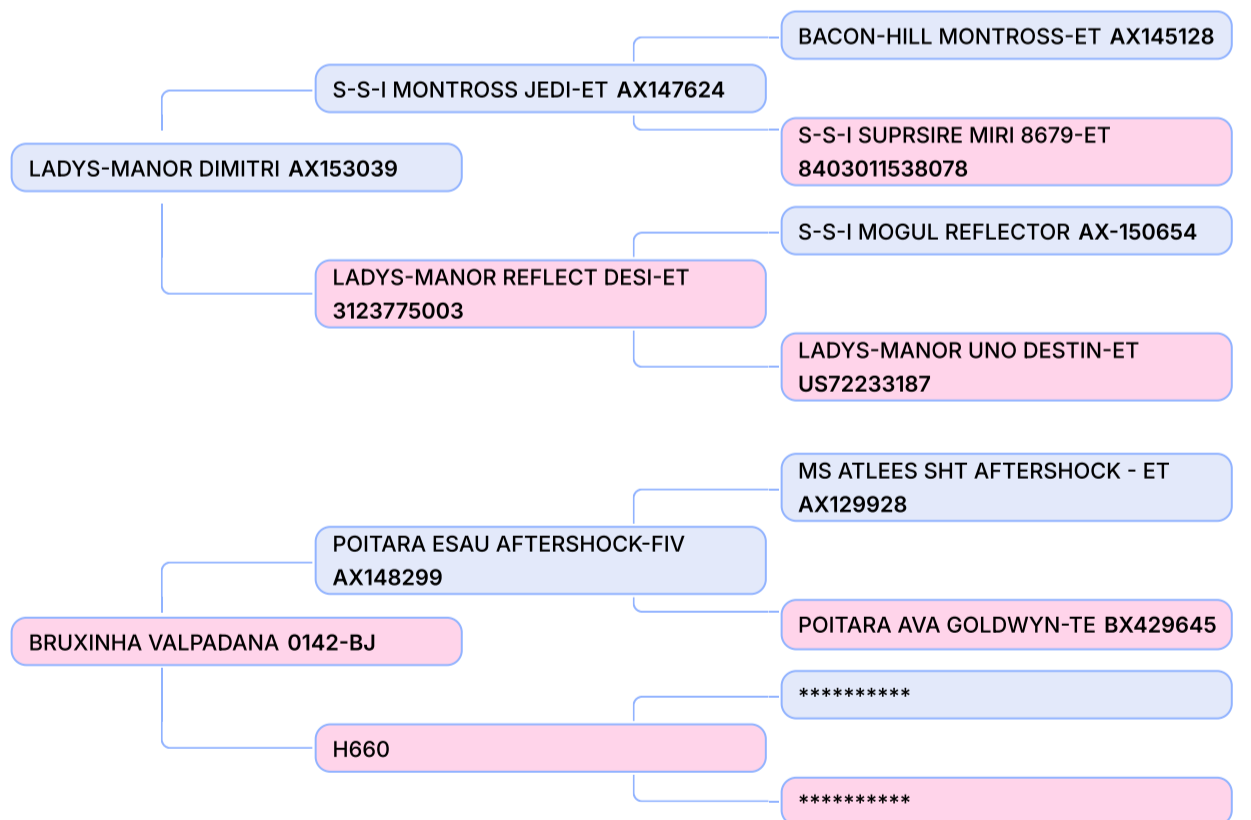 BACON-HILL MONTROSS-ET AX145128
S-S-I MONTROSS JEDI-ET AX147624
S-S-I SUPRSIRE MIRI 8679-ET
8403011538078
LADYS-MANOR DIMITRI AX153039
S-S-I MOGUL REFLECTOR AX-150654
LADYS-MANOR REFLECT DESI-ET
3123775003
LADYS-MANOR UNO DESTIN-ET
US72233187
MS ATLEES SHT AFTERSHOCK - ET
AX129928
POITARA ESAU AFTERSHOCK-FIV
AX148299
POITARA AVA GOLDWYN-TE BX429645
BRUXINHA VALPADANA 0142-BJ
**********
H660
**********